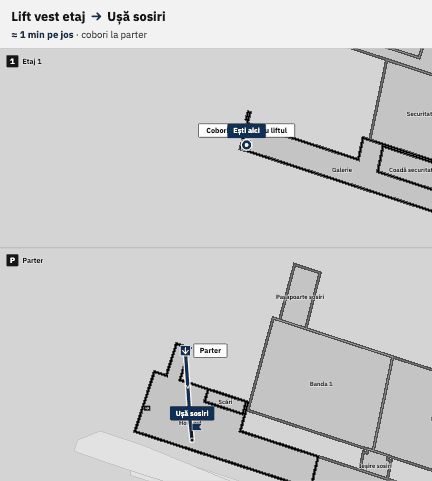 Lift vest etaj → Ușă sosiri
≈ 1 min pe jos · cobori la parter
1 Etaj 1
Securitat
Cobor
Ești aici
u liftul
Galerie
Coadă securitat
P Parter
Pașapoarte sosiri
Parter
Banda 1
Scări
Ușă sosiri
Ieșire sosiri